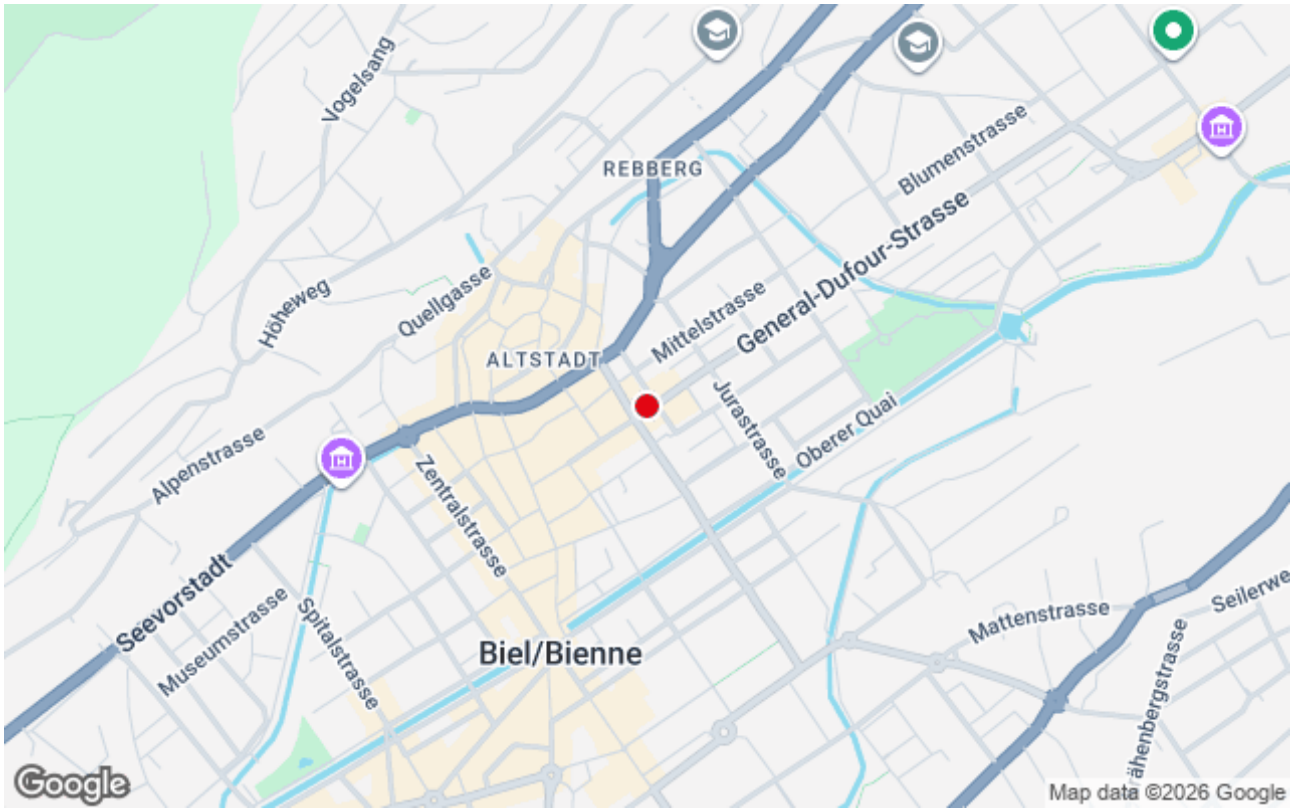 Vogelsang
REBBERG
Blumenstrasse
General-Dufour-Strasse
Höheweg
Quellgasse
Mittelstrasse
ALTSTADT
Jurastrasse
Oberer Quai
Alpenstrasse
Zentralstrasse
Seevorstadt
Museumstrasse
Spitalstrasse
Biel/Bienne
Mattenstrasse
Seilerwe
ähenbergstrasse
H
H
Google
Map data ©2026 Google